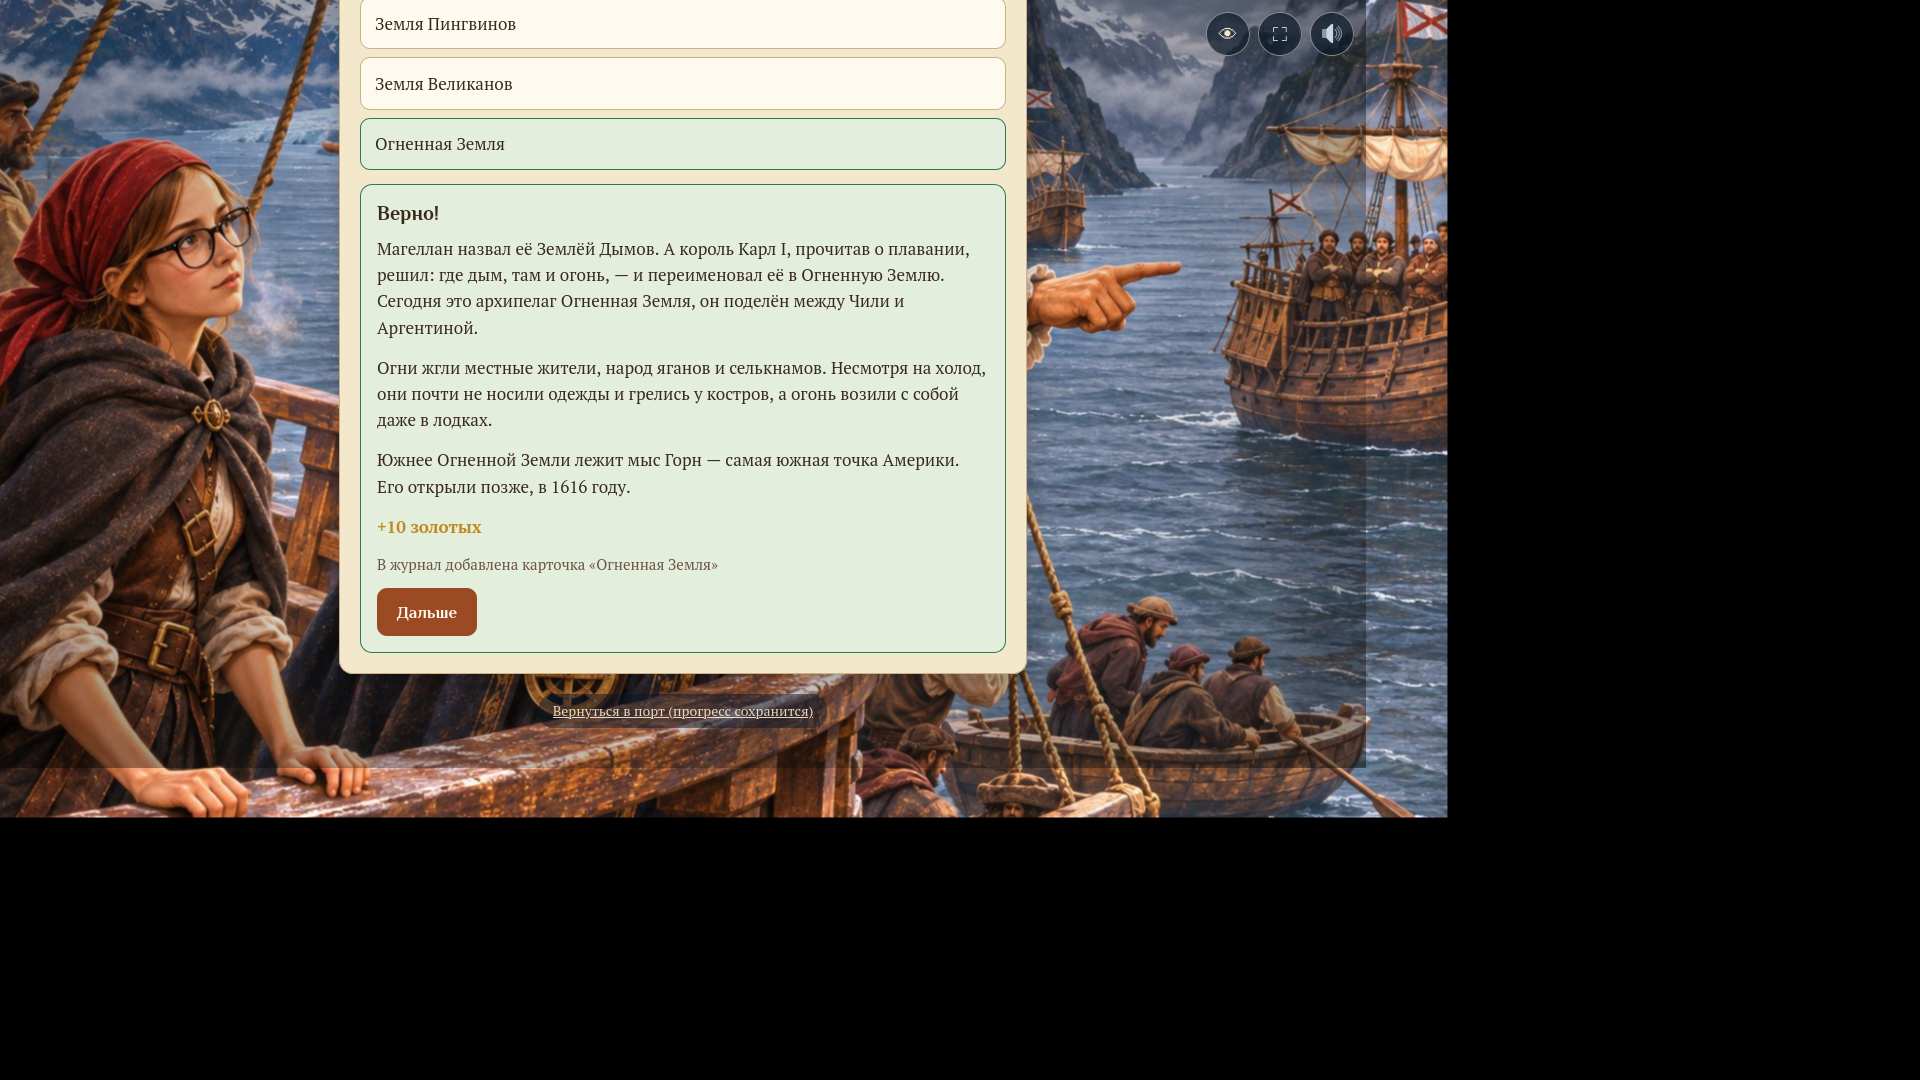 Земля Пингвинов
Земля Великанов
Огненная Земля
Верно!
Магеллан назвал её Землёй Дымов. А король Карл I, прочитав о плавании,
решил: где дым, там и огонь, — и переименовал её в Огненную Землю.
Сегодня это архипелаг Огненная Земля, он поделён между Чили и
Аргентиной.
Огни жгли местные жители, народ яганов и селькнамов. Несмотря на холод,
они почти не носили одежды и грелись у костров, а огонь возили с собой
даже в лодках.
Южнее Огненной Земли лежит мыс Горн — самая южная точка Америки.
Его открыли позже, в 1616 году.
+10 золотых
В журнал добавлена карточка «Огненная Земля»
Дальше
Вернуться в порт (прогресс сохранится)